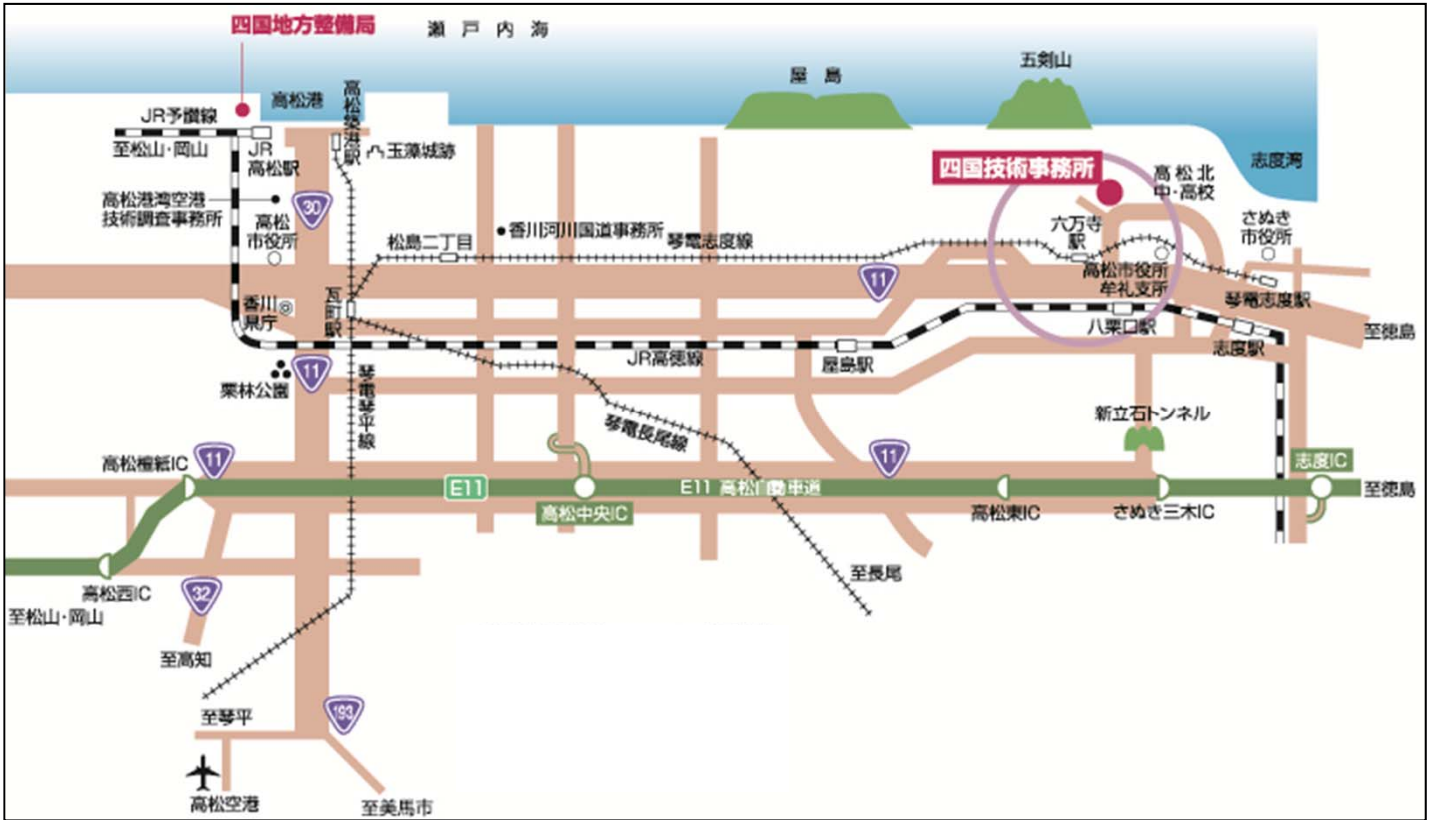 四国地方整備局
瀬戸内海
五剣山
屋島
高松港
高松築港駅
JR予讃線
至松山・岡山
JR
高松駅
玉藻城跡
四国技術事務所
高松北
中・高校
志度湾
高松港湾空港
技術調査事務所
30
高松
市役所
松島二丁目
香川河川国道事務所
琴電志度線
六万寺
駅
さぬき
市役所
11
高松市役所
牟礼支所
琴電志度駅
香川
県庁
瓦町駅
八栗口駅
至徳島
JR高徳線
屋島駅
志度駅
栗林公園
11
琴電琴平線
琴電長尾線
新立石トンネル
高松檀紙IC
11
11
志度IC
E11
E11 高松自動車道
至徳島
高松中央IC
高松東IC
さぬき三木IC
高松西IC
32
至長尾
至松山・岡山
至高知
至琴平
193
高松空港
至美馬市